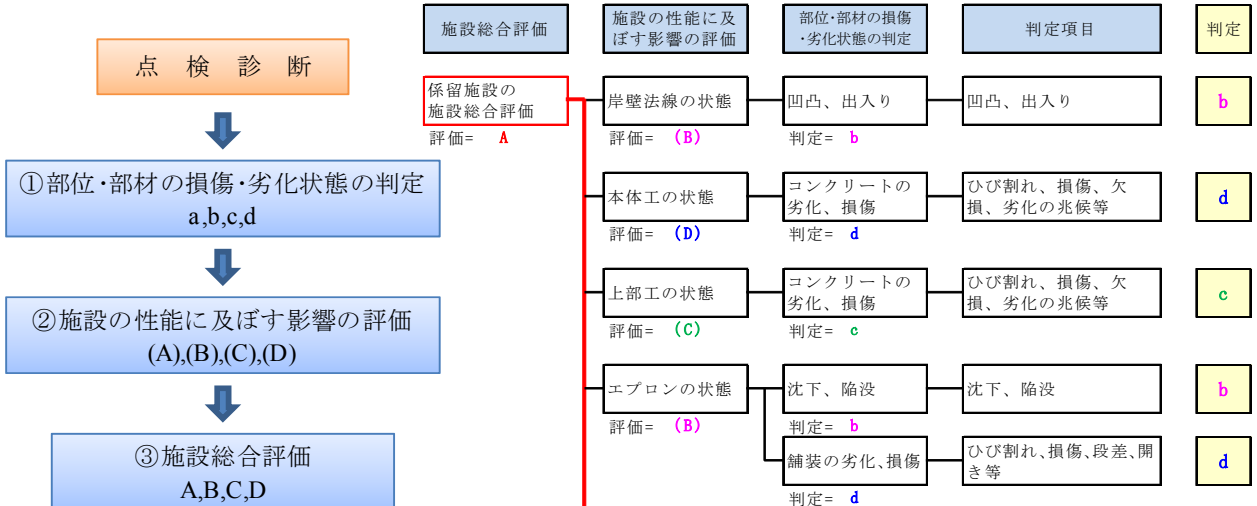 点 検 診 断
①部位・部材の損傷・劣化状態の判定
a,b,c,d
②施設の性能に及ぼす影響の評価
(A),(B),(C),(D)
③施設総合評価
A,B,C,D
施設総合評価
施設の性能に及
ぼす影響の評価
部位・部材の損傷
・劣化状態の判定
判定項目
判定
係留施設の
施設総合評価
評価= A
岸壁法線の状態
評価= (B)
凹凸、出入り
判定= b
凹凸、出入り
b
本体工の状態
評価= (D)
コンクリートの
劣化、損傷
判定= d
ひび割れ、損傷、欠
損、劣化の兆候等
d
上部工の状態
評価= (C)
コンクリートの
劣化、損傷
判定= c
ひび割れ、損傷、欠
損、劣化の兆候等
c
エプロンの状態
評価= (B)
沈下、陥没
判定= b
沈下、陥没
b
舗装の劣化、損傷
判定= d
ひび割れ、損傷、段差、開
き等
d